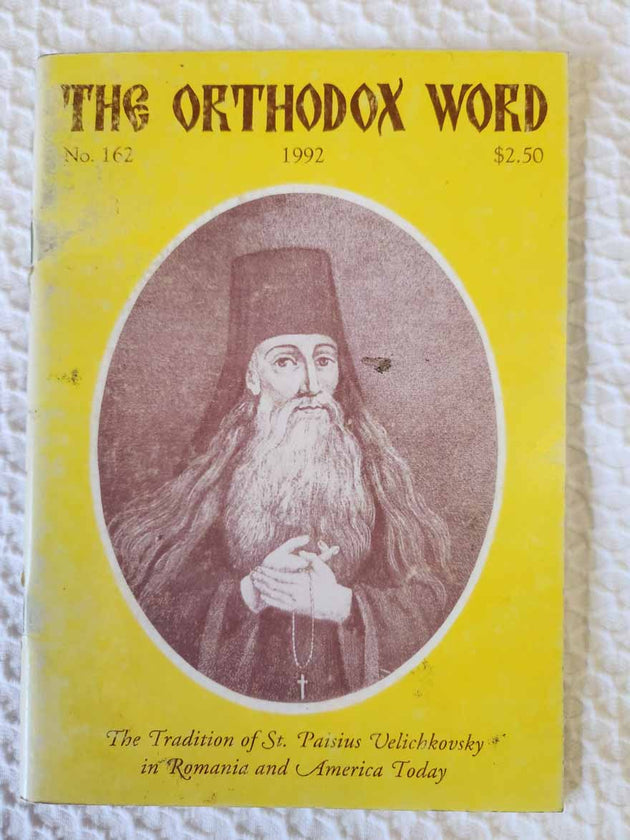 THE ORTHODOX WORD
No. 162 1992 $2.50
The Tradition of St. Paisius Velichkovsky
in Romania and America Today